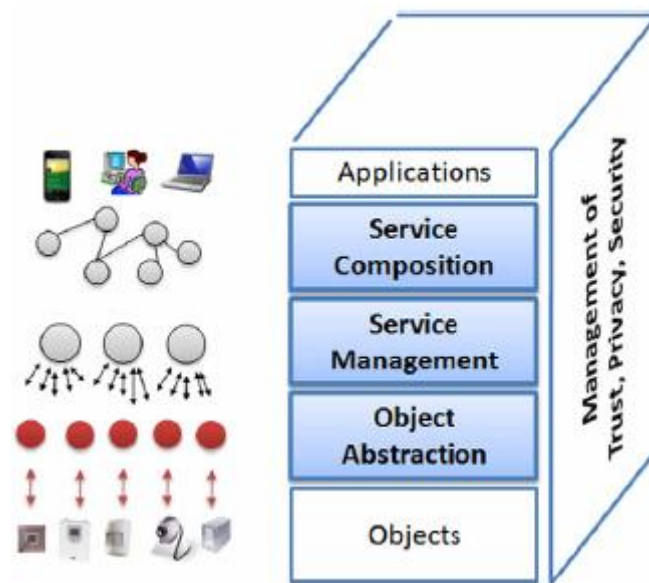 Applications
Service
Composition
Service
Management
Object
Abstraction
Objects
Management of
Trust, Privacy, Security